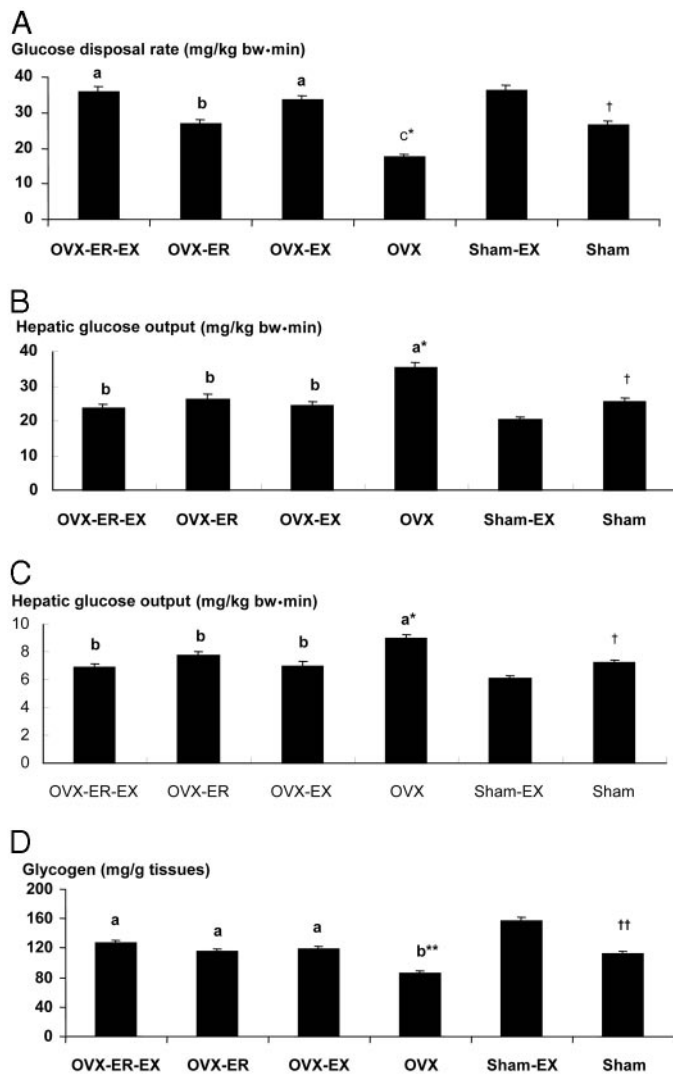 A
Glucose disposal rate (mg/kg bw•min)
40
30
20
10
0
a
b
a
c*
†
OVX-ER-EX OVX-ER OVX-EX OVX Sham-EX Sham
B
Hepatic glucose output (mg/kg bw•min)
40
30
20
10
0
b
b
b
a*
†
OVX-ER-EX OVX-ER OVX-EX OVX Sham-EX Sham
C
Hepatic glucose output (mg/kg bw•min)
10
8
6
4
2
0
b
b
b
a*
†
OVX-ER-EX OVX-ER OVX-EX OVX Sham-EX Sham
D
Glycogen (mg/g tissues)
200
160
120
80
40
0
a
a
a
b**
††
OVX-ER-EX OVX-ER OVX-EX OVX Sham-EX Sham